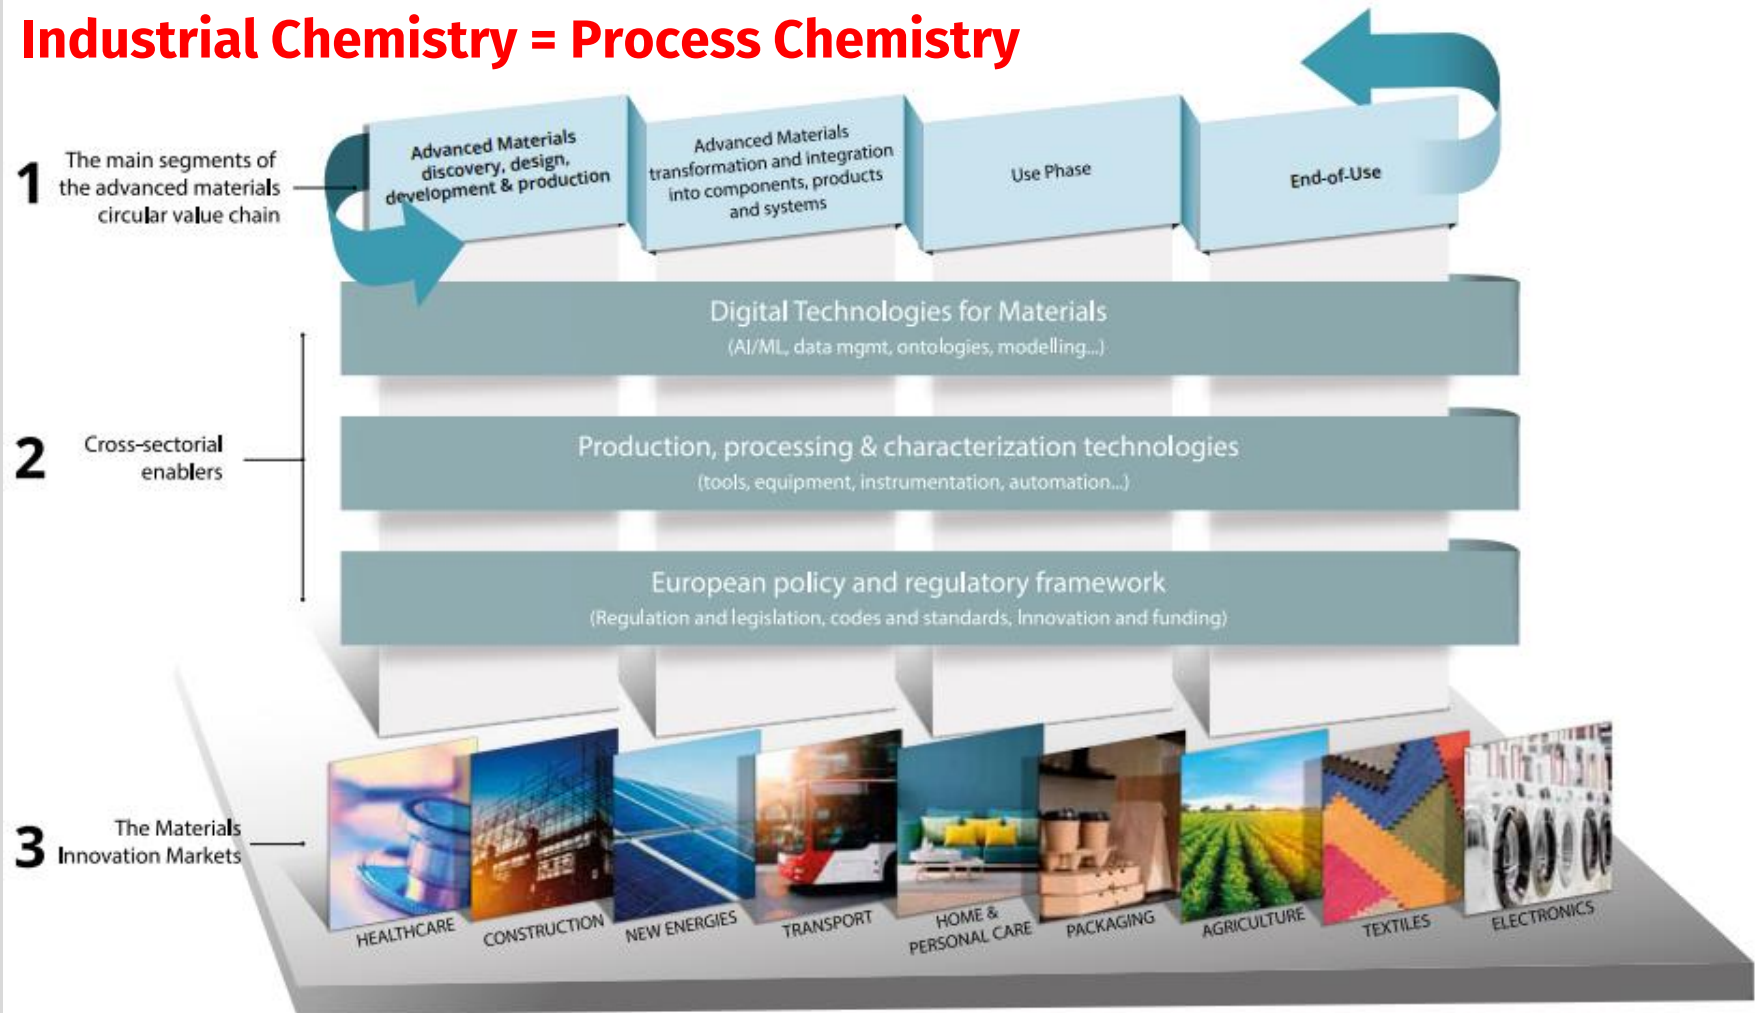 Industrial Chemistry = Process Chemistry
1
The main segments of
the advanced materials
circular value chain
Advanced Materials
discovery, design,
development & production
Advanced Materials
transformation and integration
into components, products
and systems
Use Phase
End-of-Use
2
Cross-sectorial
enablers
Digital Technologies for Materials
(AI/ML, data mgmt, ontologies, modelling...)
Production, processing & characterization technologies
(tools, equipment, instrumentation, automation...)
European policy and regulatory framework
(Regulation and legislation, codes and standards, Innovation and funding)
3
The Materials
Innovation Markets
HEALTHCARE
CONSTRUCTION
NEW ENERGIES
TRANSPORT
HOME &
PERSONAL CARE
PACKAGING
AGRICULTURE
TEXTILES
ELECTRONICS